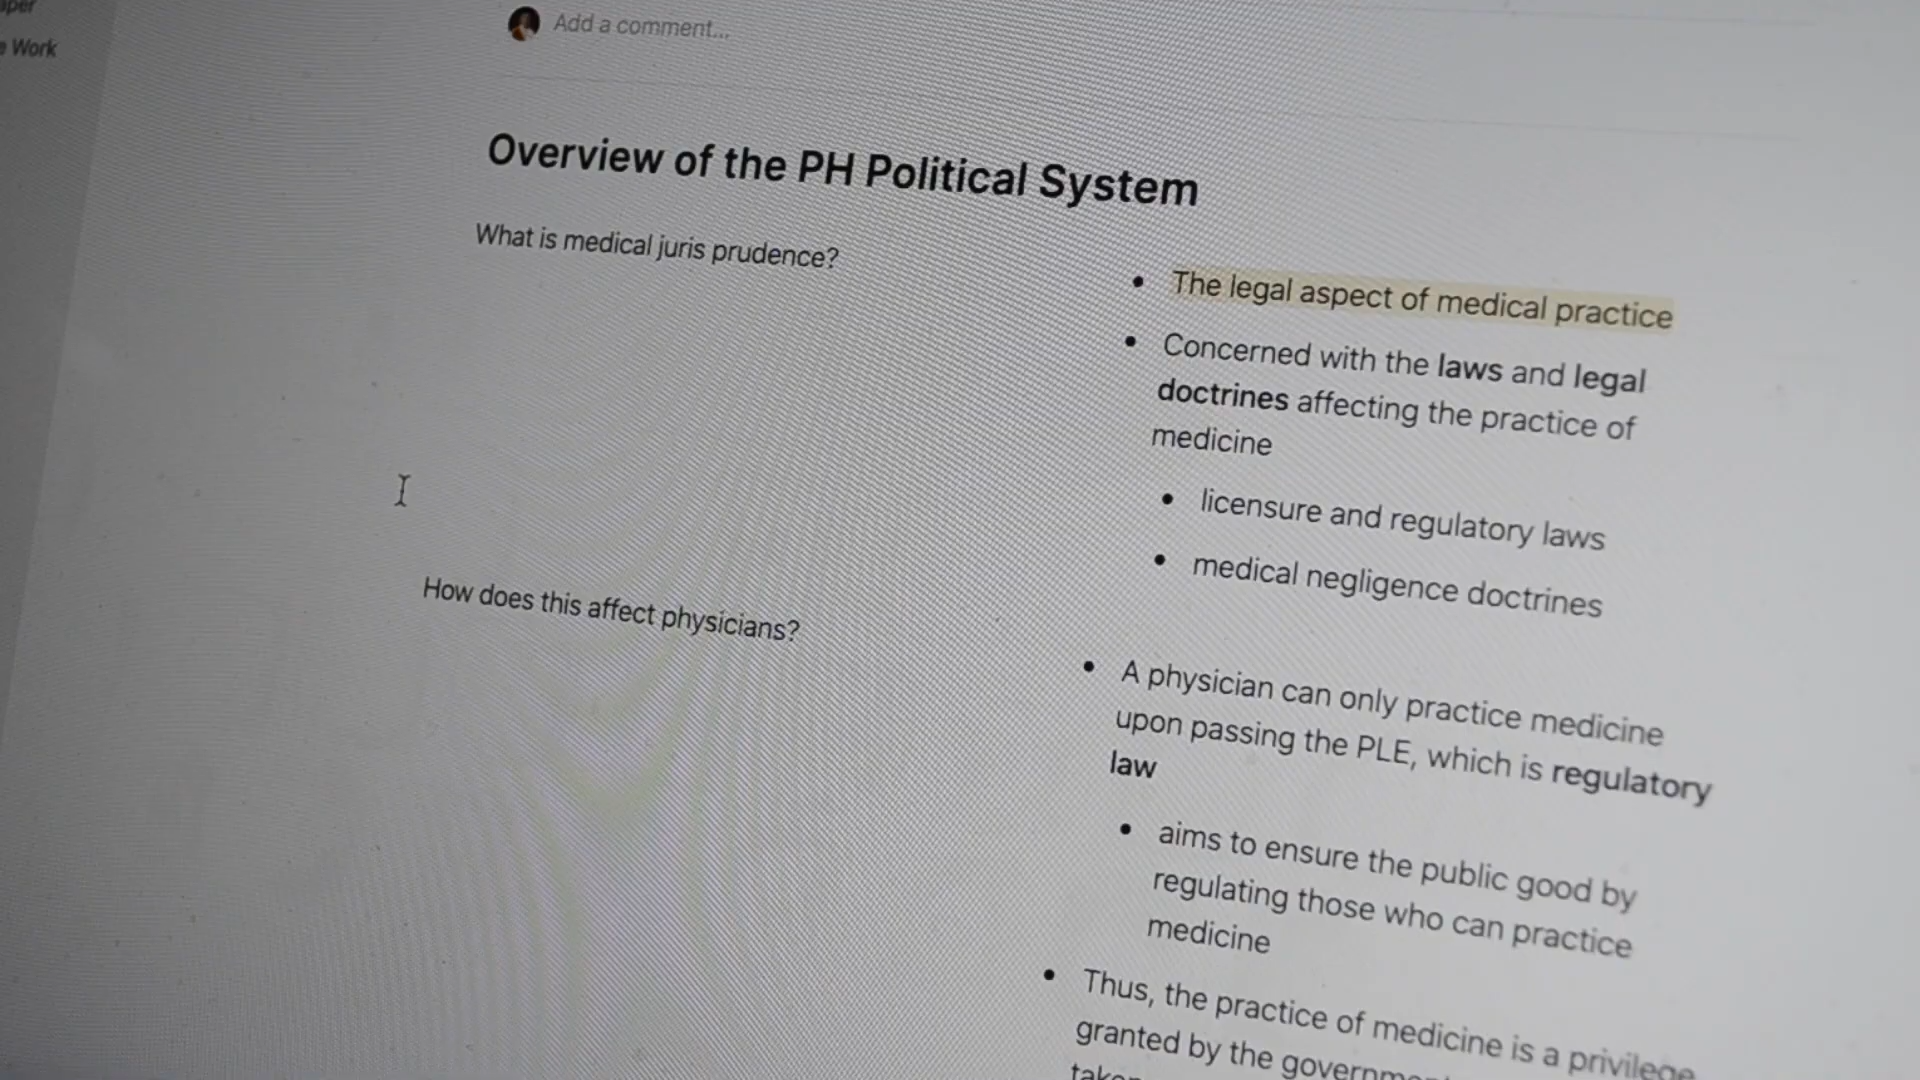 Work
Add a comment...
Overview of the PH Political System
What is medical juris prudence?
• The legal aspect of medical practice
• Concerned with the laws and legal
doctrines affecting the practice of
medicine
• licensure and regulatory laws
• medical negligence doctrines
How does this affect physicians?
• A physician can only practice medicine
upon passing the PLE, which is regulatory
law
• aims to ensure the public good by
regulating those who can practice
medicine
• Thus, the practice of medicine is a privilege
granted by the